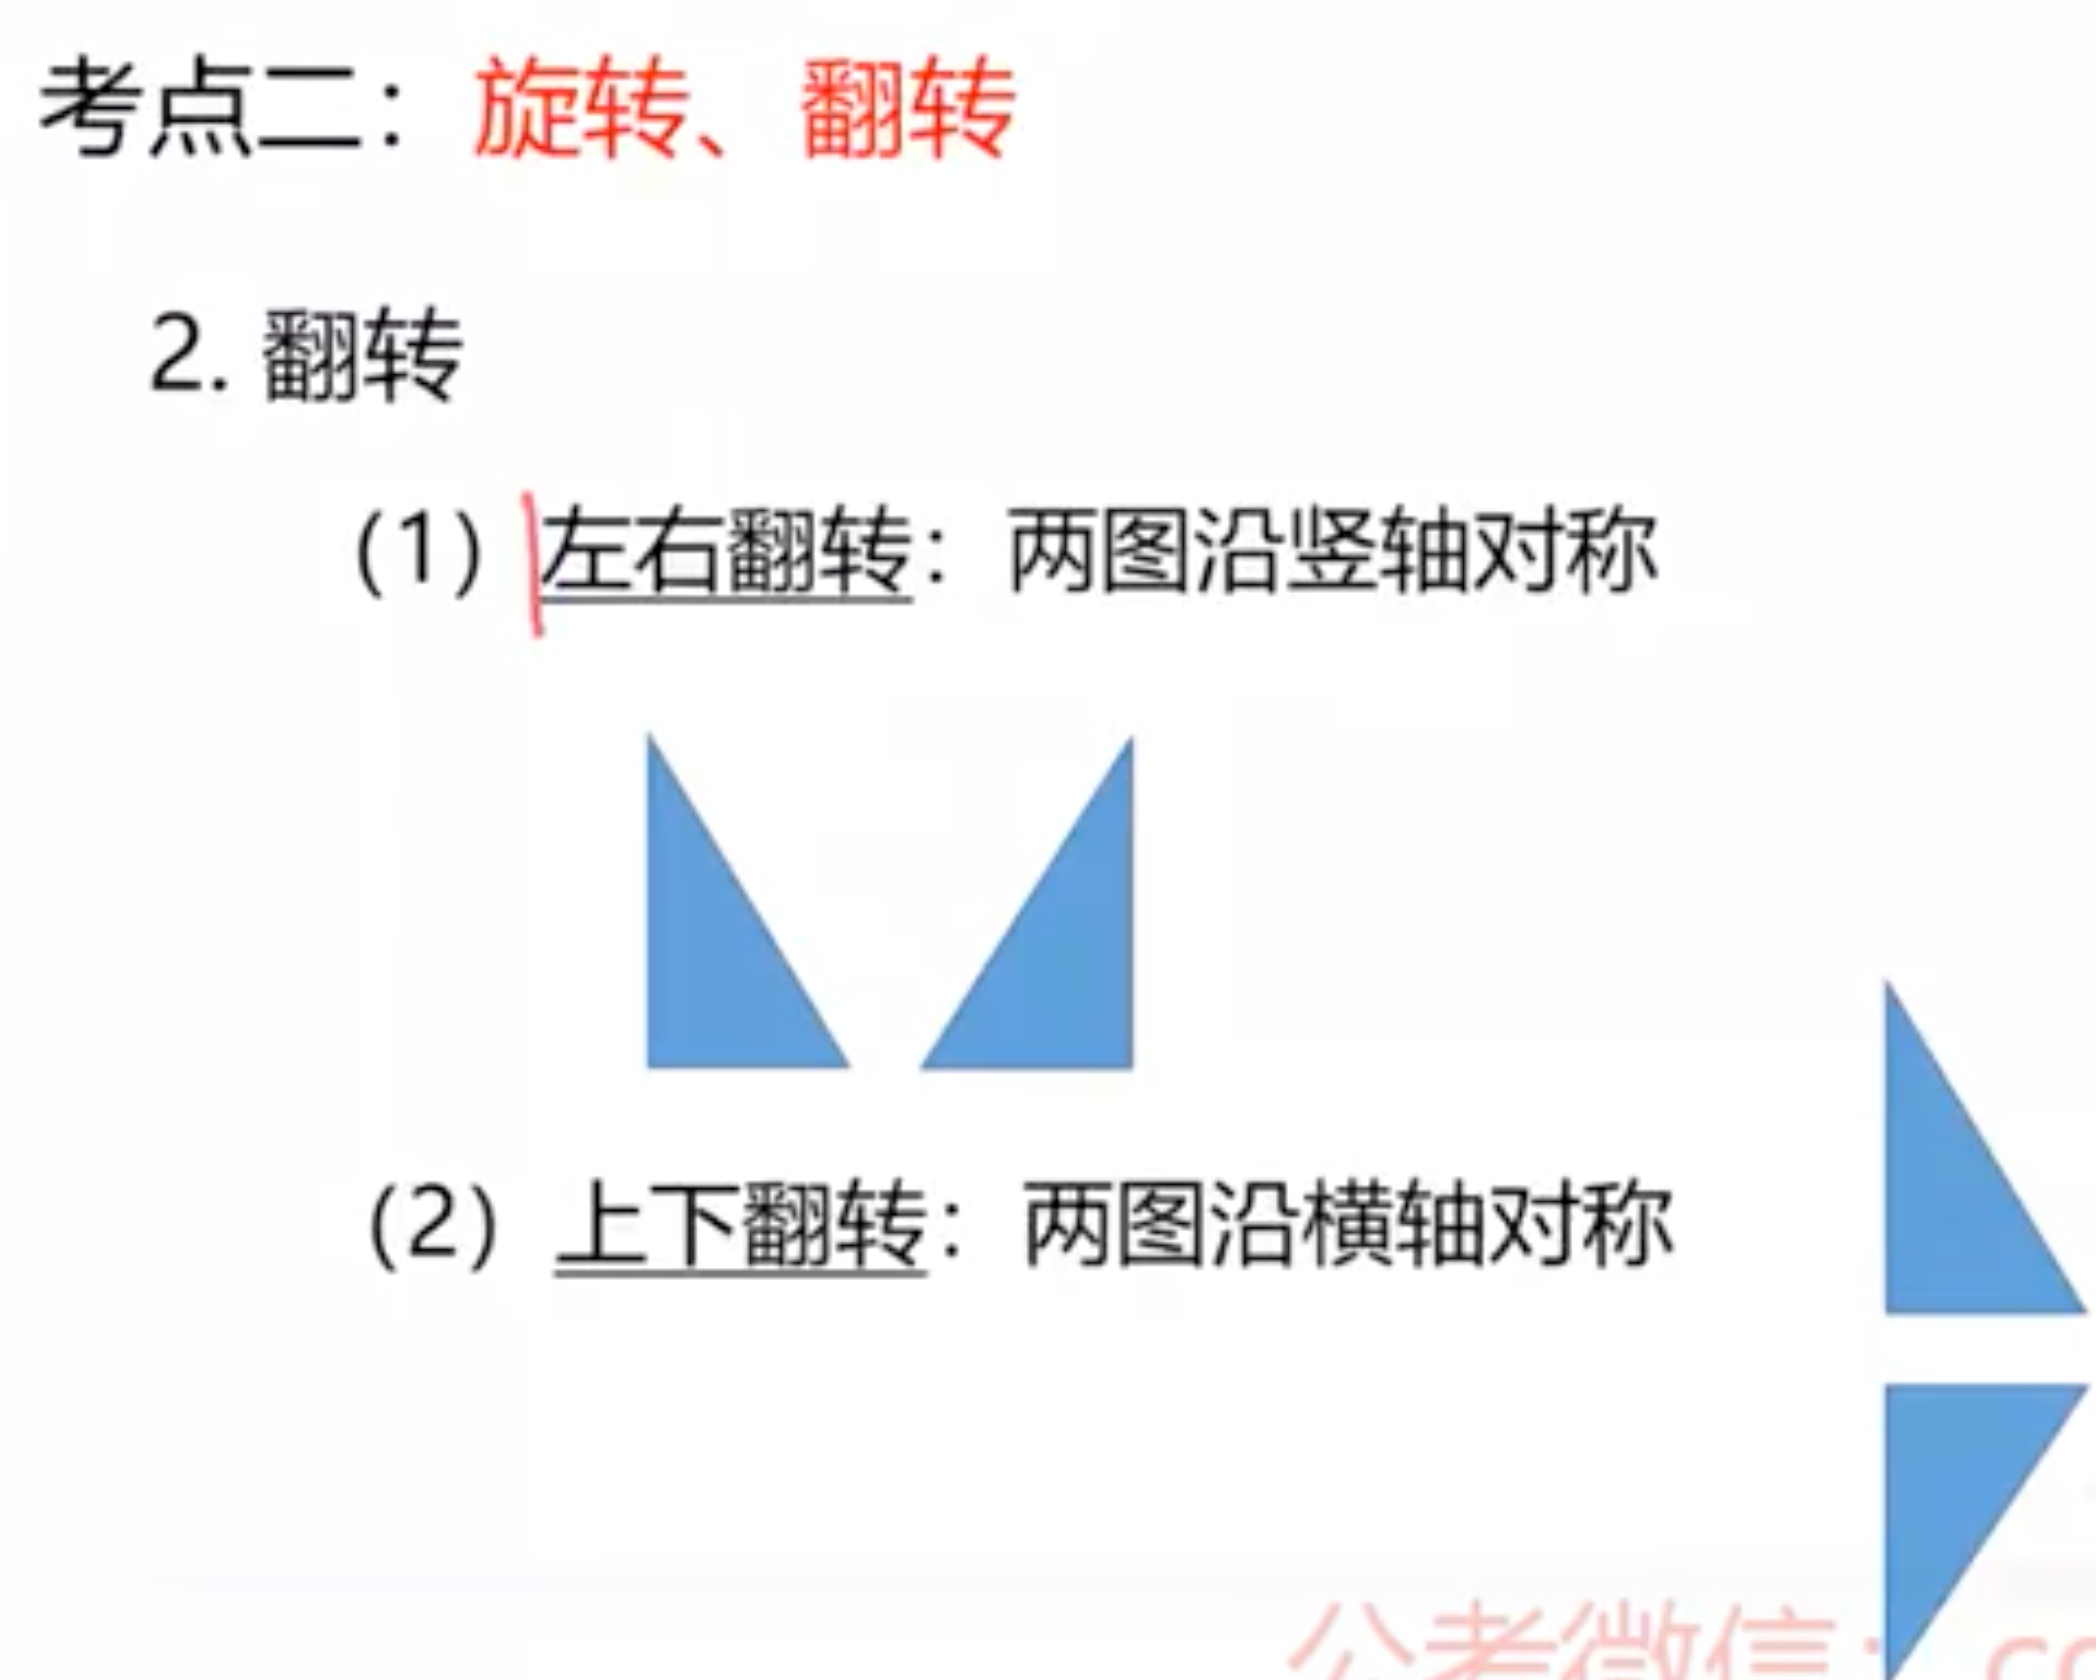 考点二：旋转、翻转
2. 翻转
（1）左右翻转：两图沿竖轴对称
（2）上下翻转：两图沿横轴对称
公考微信：